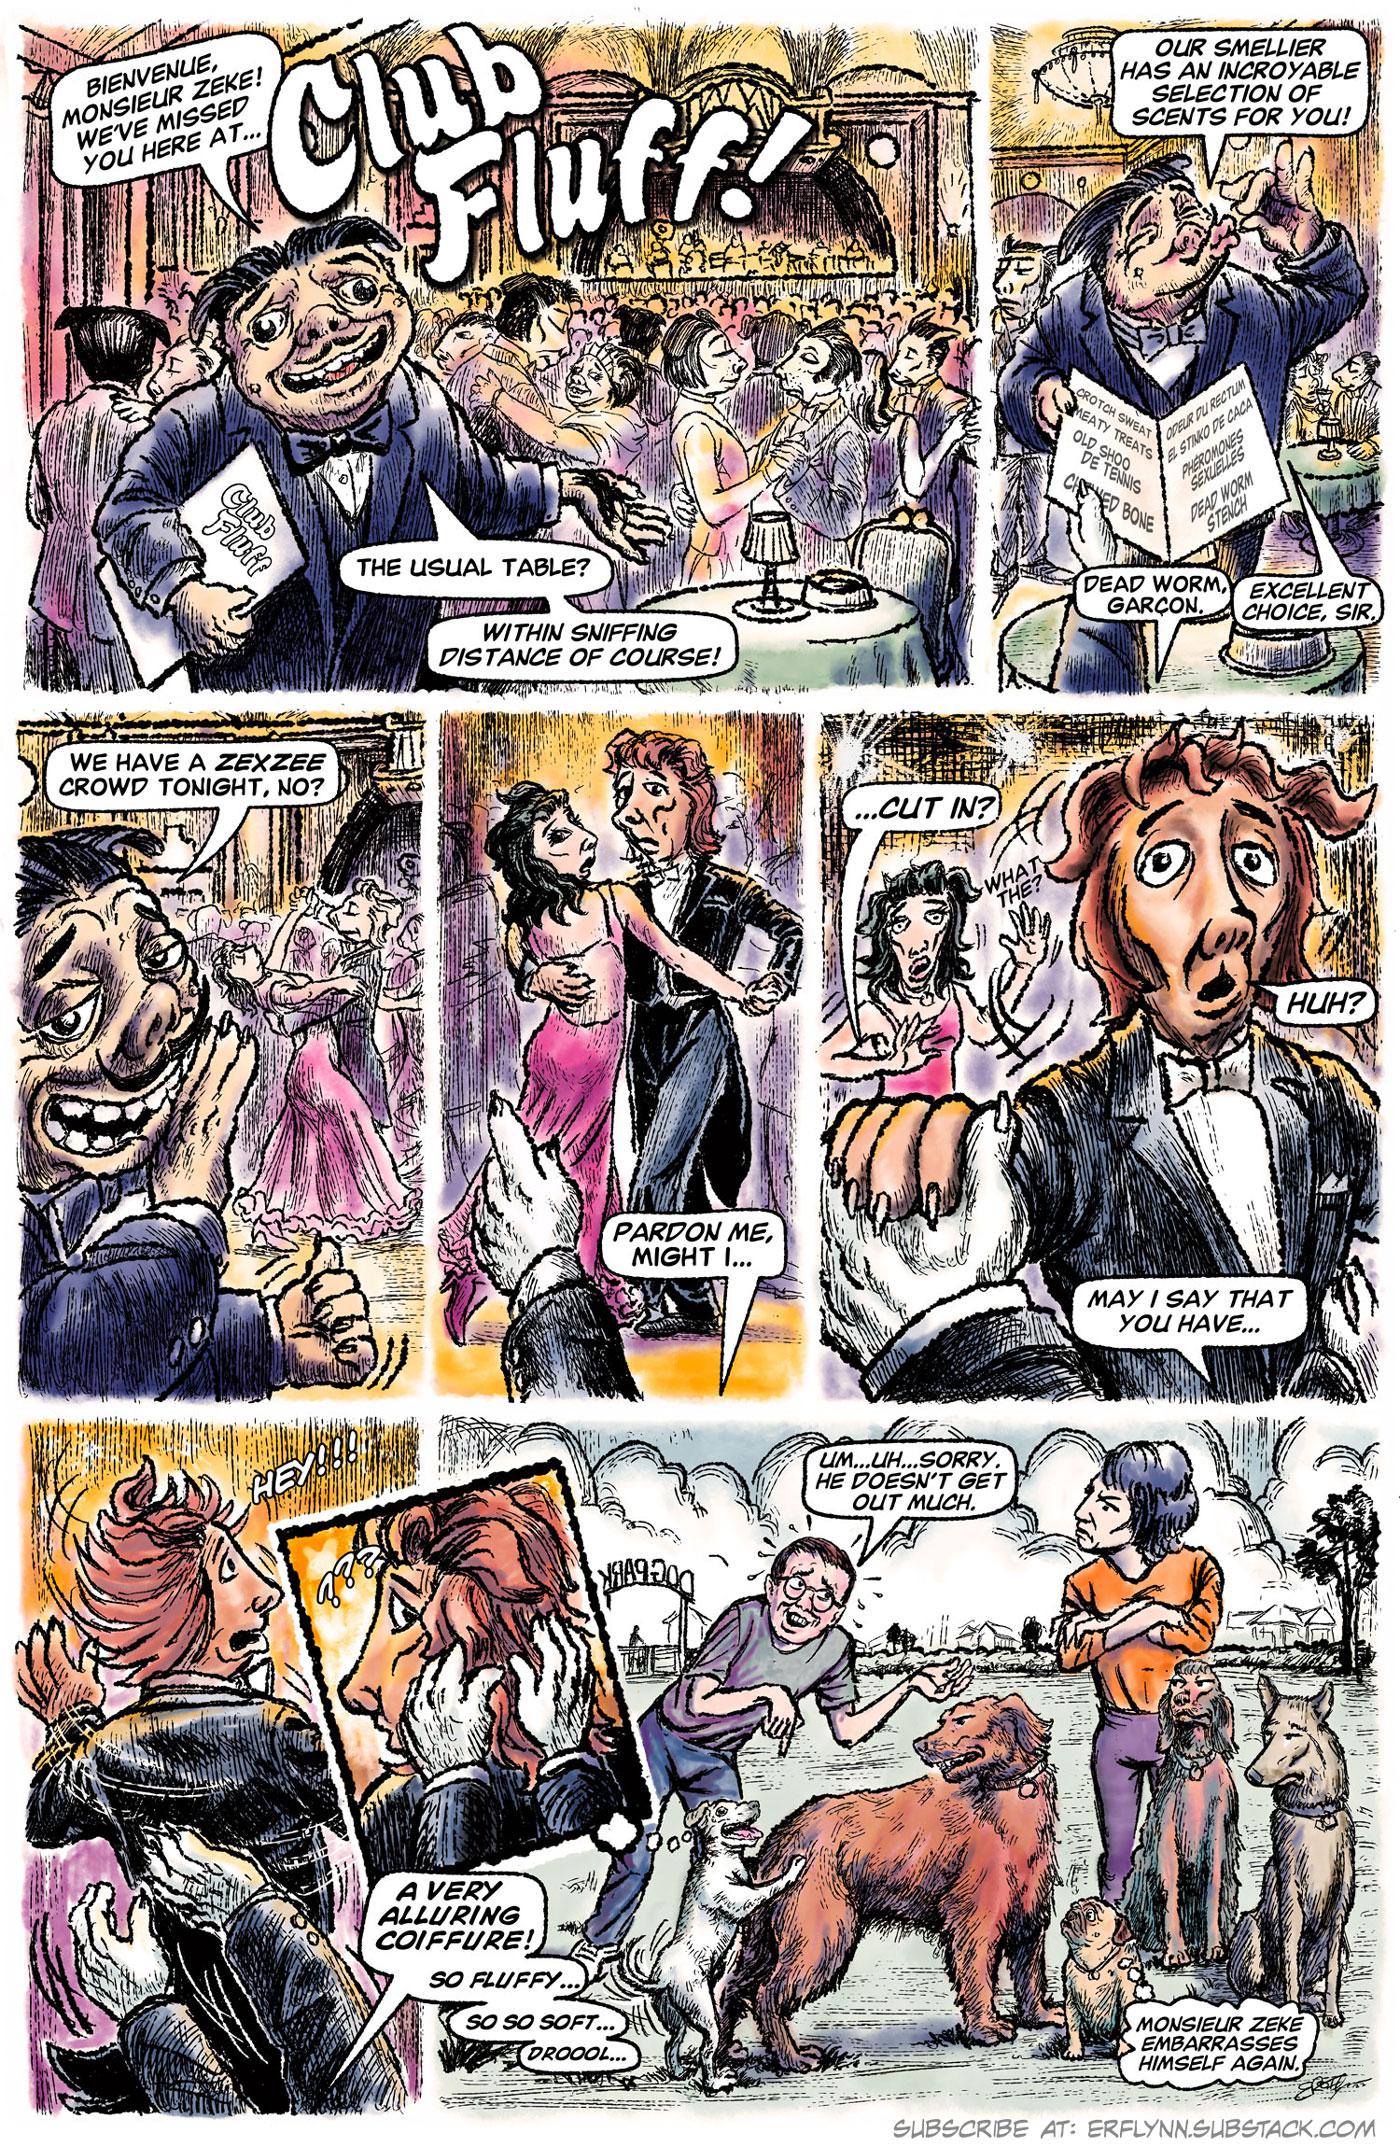 BIENVENUE,
MONSIEUR ZEKE!
WE'VE MISSED
YOU HERE AT...
Club
Fluff!
Club
Fluff
THE USUAL TABLE?
WITHIN SNIFFING
DISTANCE OF COURSE!
OUR SMELLIER
HAS AN INCROYABLE
SELECTION OF
SCENTS FOR YOU!
CROTCH SWEAT
MEATY TREATS
OLD SHOO
DE TENNIS
BONE
ODEUR DU RECTUM
EL STINKO DE CACA
PHEROMONES
SEXUELLES
DEAD WORM
STENCH
DEAD WORM,
GARÇON.
EXCELLENT
CHOICE, SIR.
WE HAVE A ZEXZEE
CROWD TONIGHT, NO?
PARDON ME,
MIGHT I...
...CUT IN?
WHAT
THE?
HUH?
MAY I SAY THAT
YOU HAVE...
HEY!!!
???
A VERY
ALLURING
COIFFURE!
SO FLUFFY...
SO SO SOFT...
DROOOL...
UM...UH...SORRY.
HE DOESN'T GET
OUT MUCH.
DOG PARK
MONSIEUR ZEKE
EMBARRASSES
HIMSELF AGAIN.
SUBSCRIBE AT: ERFLYNN.SUBSTACK.COM